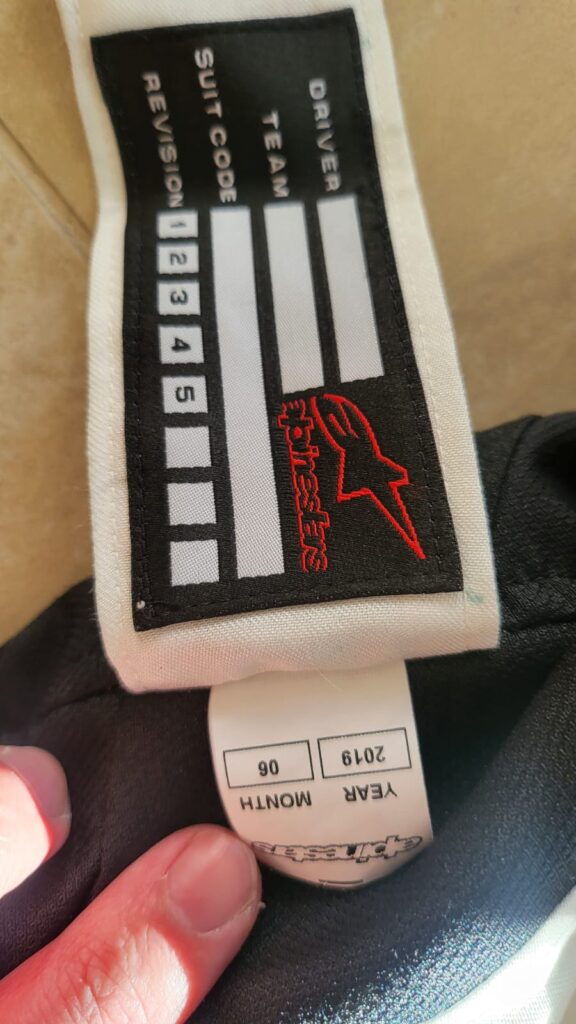 DRIVER
TEAM
alpinestars
SUIT CODE
REVISION 1 2 3 4 5
alpinestars
YEAR MONTH
2019 06